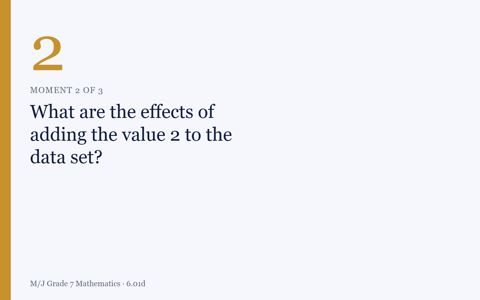 2
MOMENT 2 OF 3
What are the effects of
adding the value 2 to the
data set?
M/J Grade 7 Mathematics · 6.01d